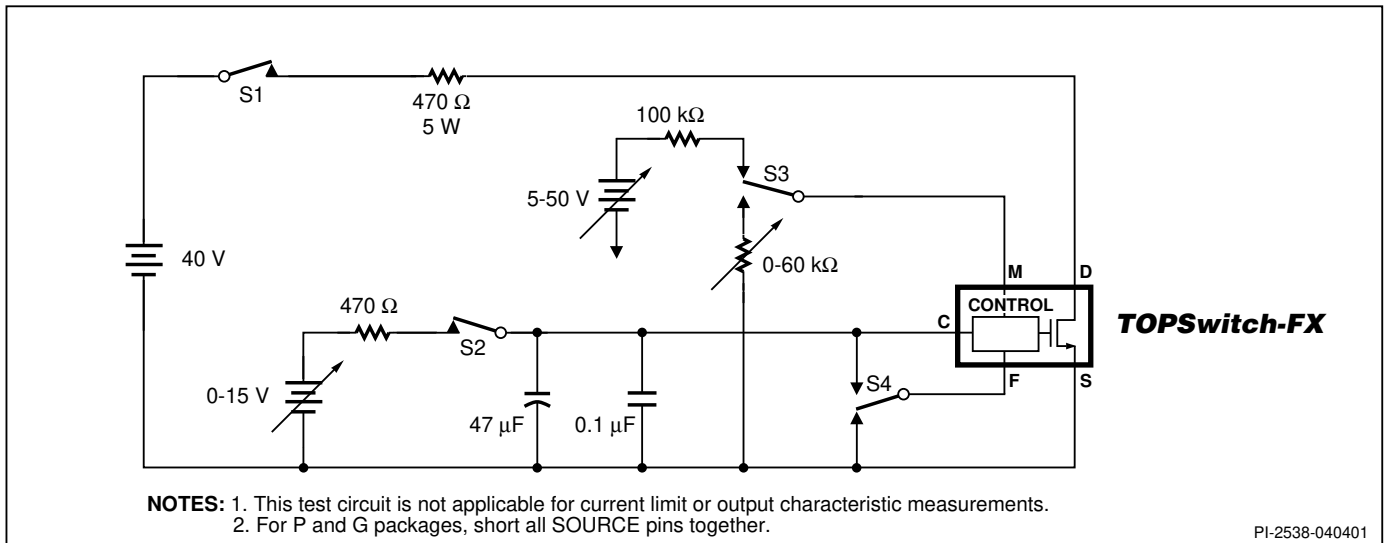 S1
470 Ω
5 W
100 kΩ
S3
5-50 V
40 V
0-60 kΩ
M
D
470 Ω
CONTROL
C
TOPSwitch-FX
S2
F
S
S4
0-15 V
47 µF
0.1 µF
NOTES: 1. This test circuit is not applicable for current limit or output characteristic measurements.
2. For P and G packages, short all SOURCE pins together.
PI-2538-040401